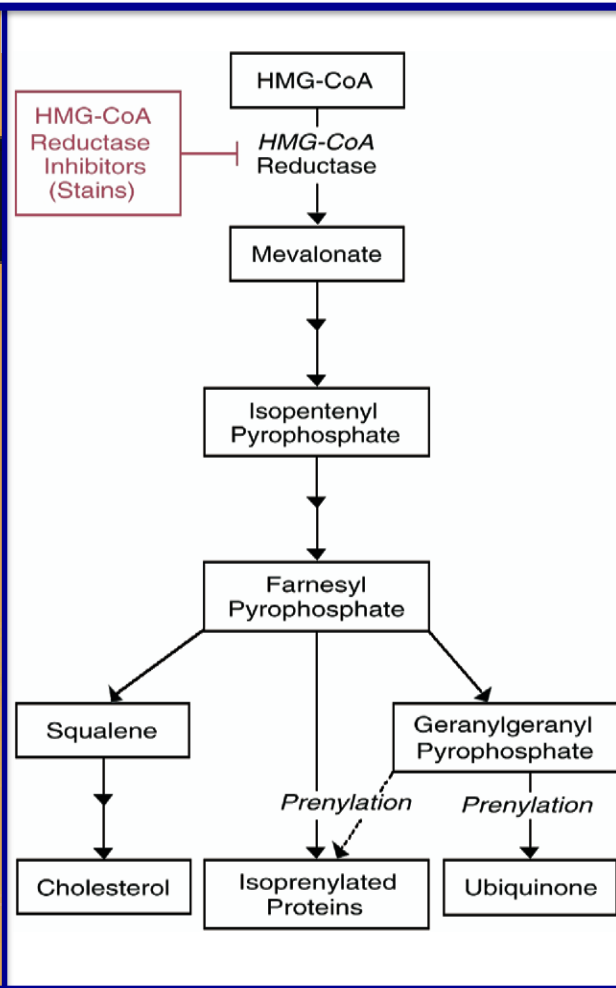 HMG-CoA
HMG-CoA
Reductase
Inhibitors
(Stains)
HMG-CoA
Reductase
Mevalonate
Isopentenyl
Pyrophosphate
Farnesyl
Pyrophosphate
Squalene
Geranylgeranyl
Pyrophosphate
Prenylation
Prenylation
Cholesterol
Isoprenylated
Proteins
Ubiquinone